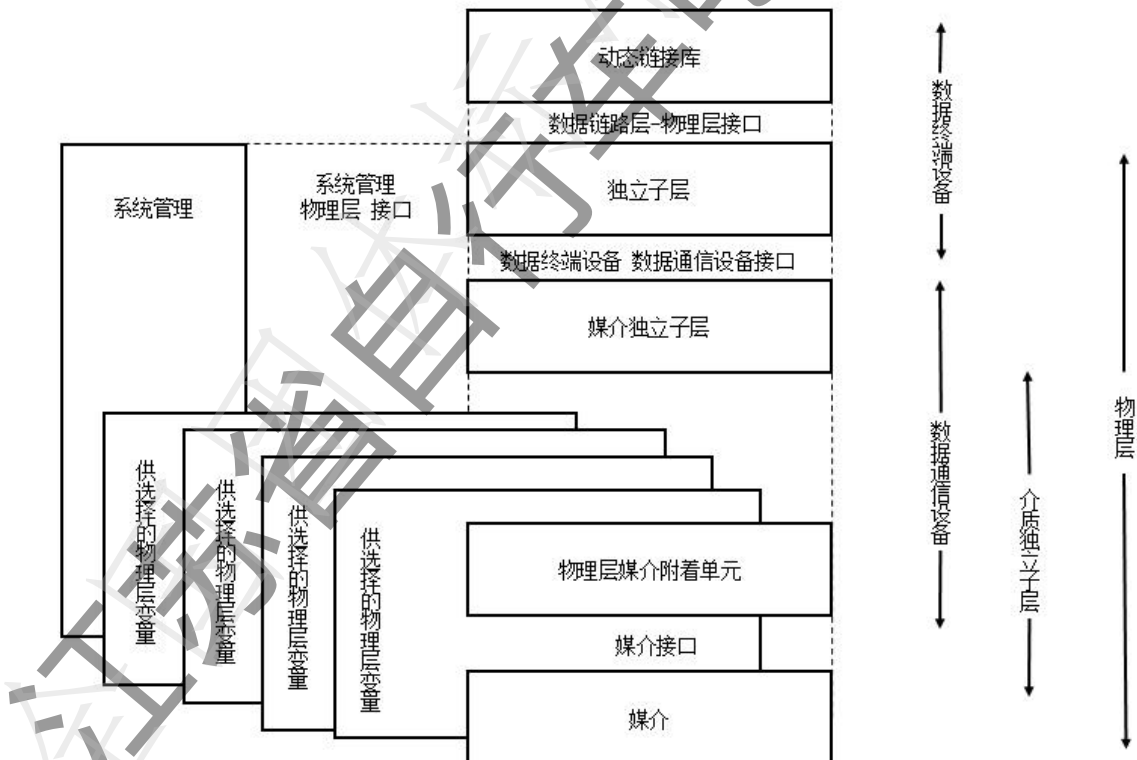 动态链接库
数据链路层-物理层接口
系统管理
系统管理
物理层 接口
独立子层
数据终端设备 数据通信设备接口
媒介独立子层
供选择的物理层变量
供选择的物理层变量
供选择的物理层变量
供选择的物理层变量
物理层媒介附着单元
媒介接口
媒介
数据终端设备
数据通信设备
介质独立子层
物理层
江苏省自行车